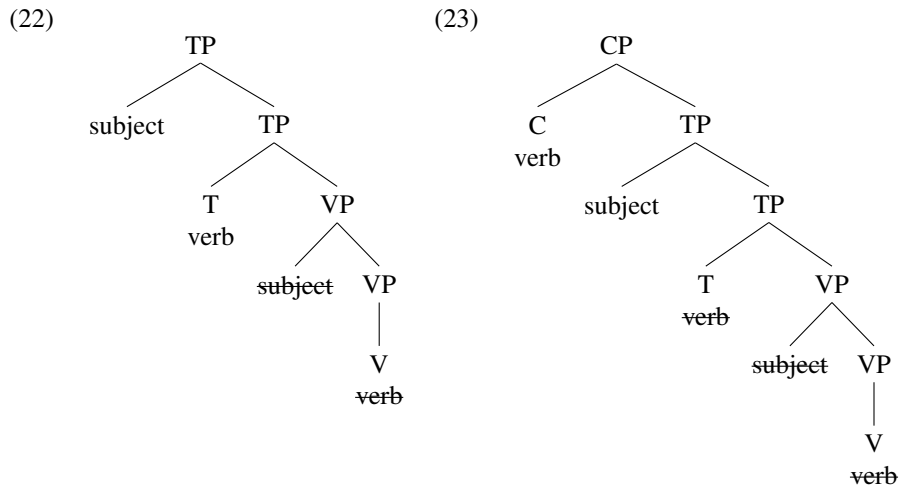 (22) (23)
TP CP
subject TP C TP
verb
T VP subject TP
verb
subject VP T VP
verb
V subject VP
verb
V
verb